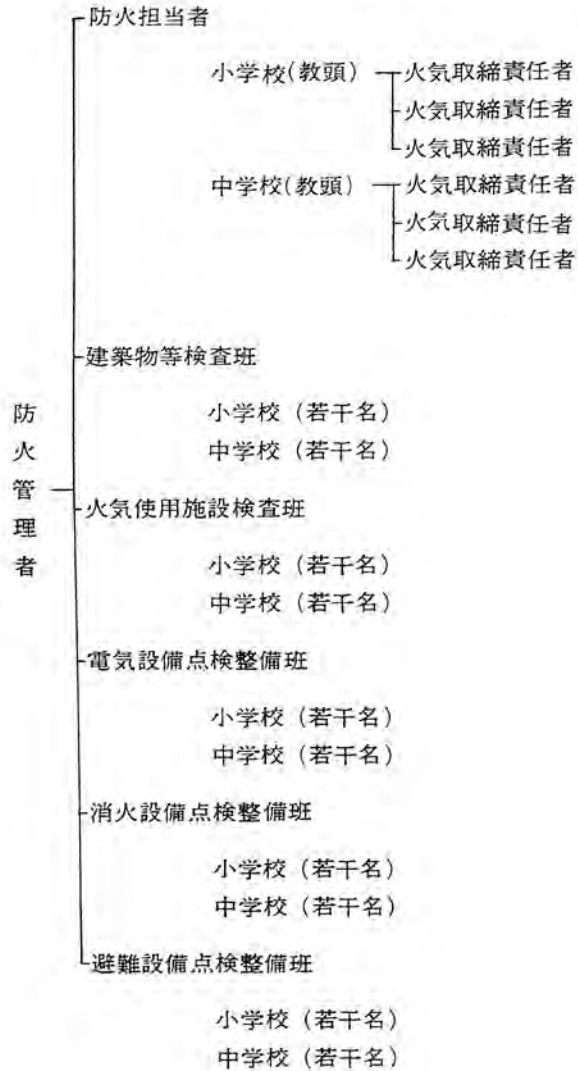 防火担当者
小学校(教頭) 火気取締責任者
火気取締責任者
火気取締責任者
中学校(教頭) 火気取締責任者
火気取締責任者
火気取締責任者
建築物等検査班
小学校（若干名）
中学校（若干名）
防火管理者
火気使用施設検査班
小学校（若干名）
中学校（若干名）
電気設備点検整備班
小学校（若干名）
中学校（若干名）
消火設備点検整備班
小学校（若干名）
中学校（若干名）
避難設備点検整備班
小学校（若干名）
中学校（若干名）